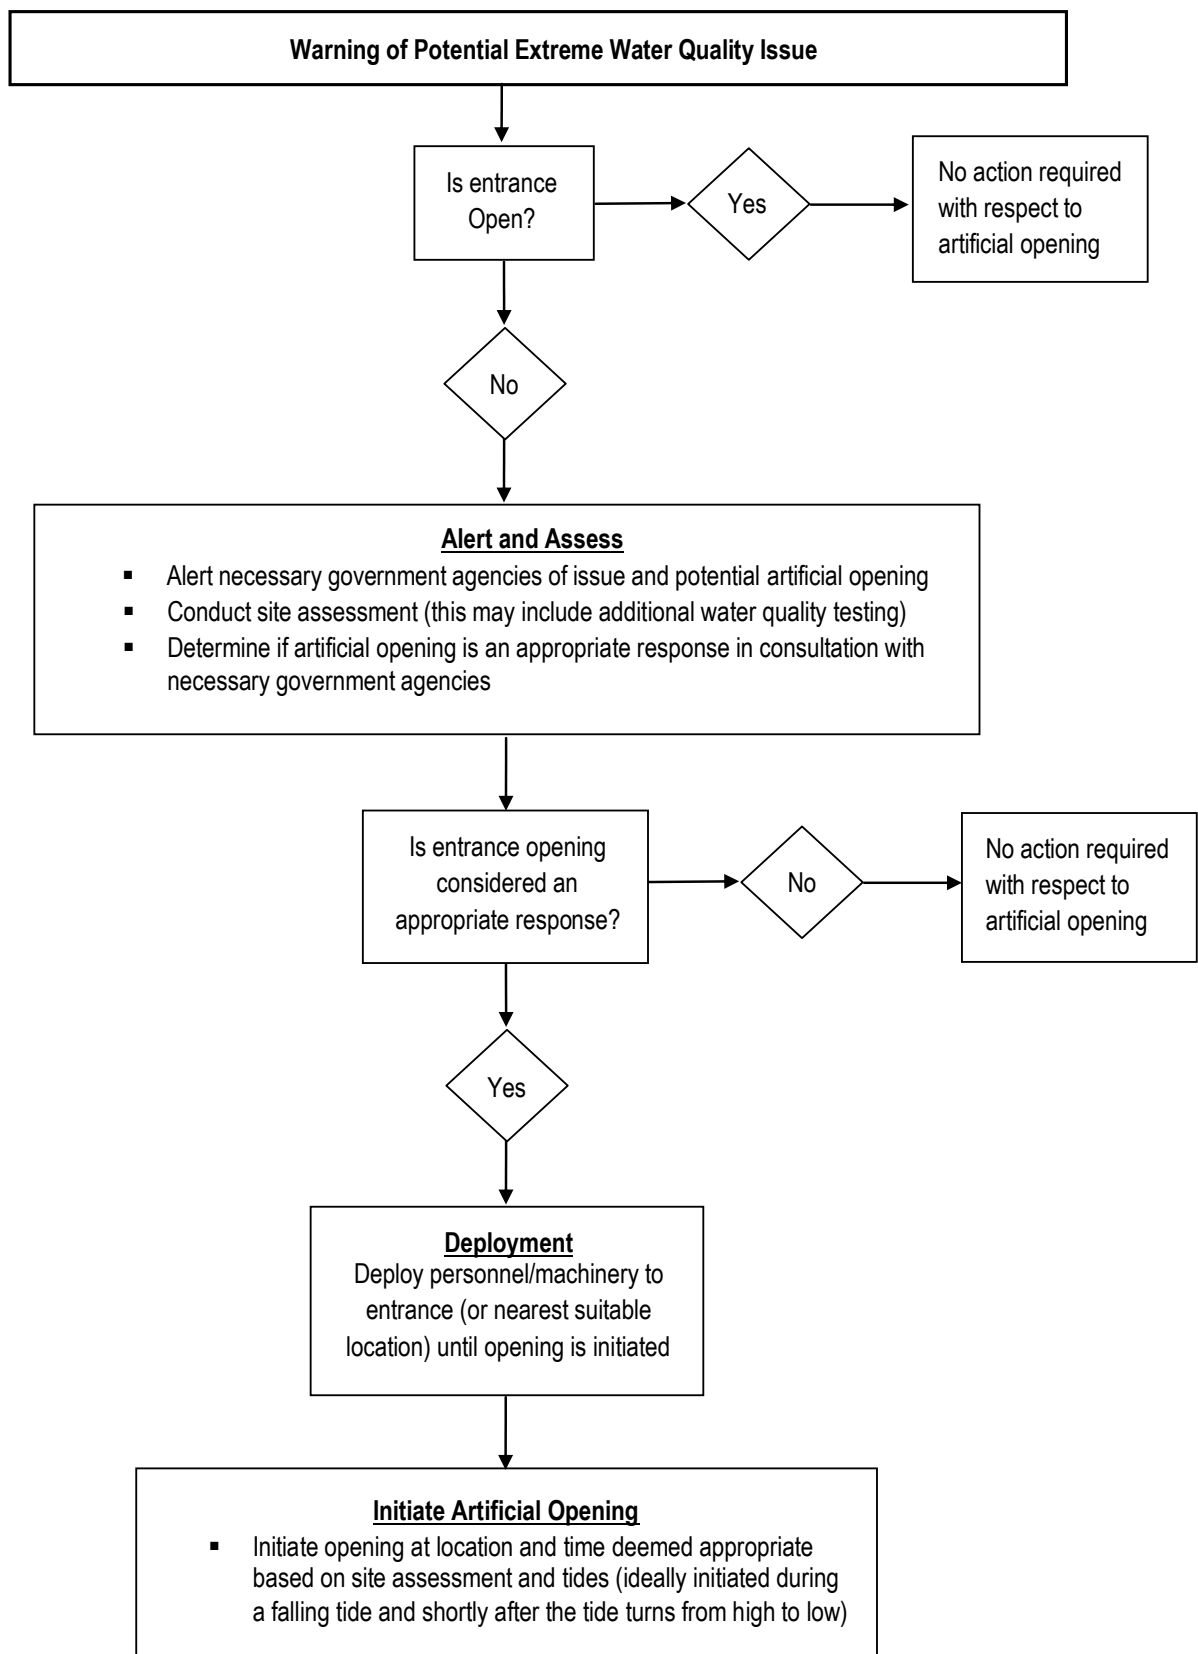 Warning of Potential Extreme Water Quality Issue
Is entrance
Open?
Yes
No action required
with respect to
artificial opening
No
Alert and Assess
▪ Alert necessary government agencies of issue and potential artificial opening
▪ Conduct site assessment (this may include additional water quality testing)
▪ Determine if artificial opening is an appropriate response in consultation with
necessary government agencies
Is entrance opening
considered an
appropriate response?
No
No action required
with respect to
artificial opening
Yes
Deployment
Deploy personnel/machinery to
entrance (or nearest suitable
location) until opening is initiated
Initiate Artificial Opening
▪ Initiate opening at location and time deemed appropriate
based on site assessment and tides (ideally initiated during
a falling tide and shortly after the tide turns from high to low)